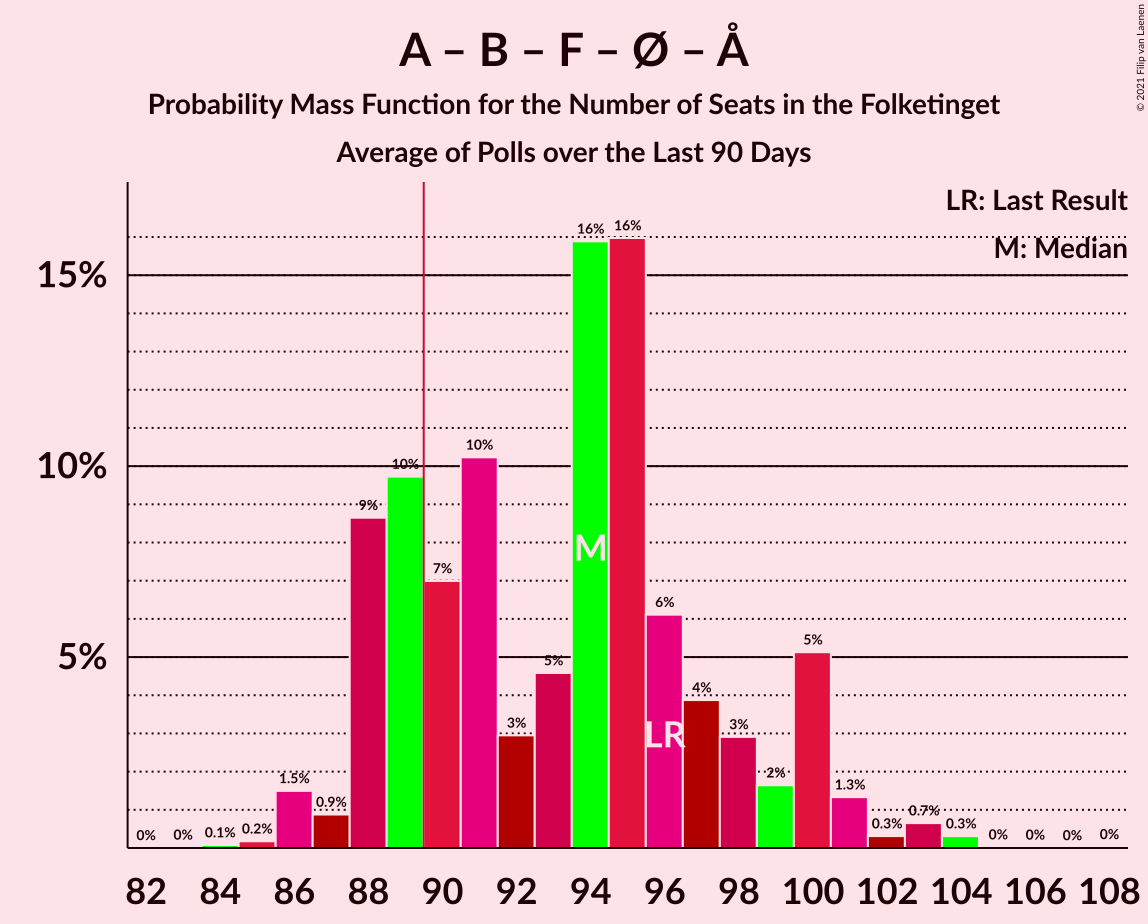 A – B – F – Ø – Å
Probability Mass Function for the Number of Seats in the Folketinget
Average of Polls over the Last 90 Days
© 2021 Filip van Laenen
LR: Last Result
M: Median
15%
10%
5%
0% 0% 0.1% 0.2% 1.5% 0.9% 9% 10% 7% 10% 3% 5% 16% 16% 6% 4% 3% 2% 5% 1.3% 0.3% 0.7% 0.3% 0% 0% 0% 0%
M
LR
82 84 86 88 90 92 94 96 98 100 102 104 106 108